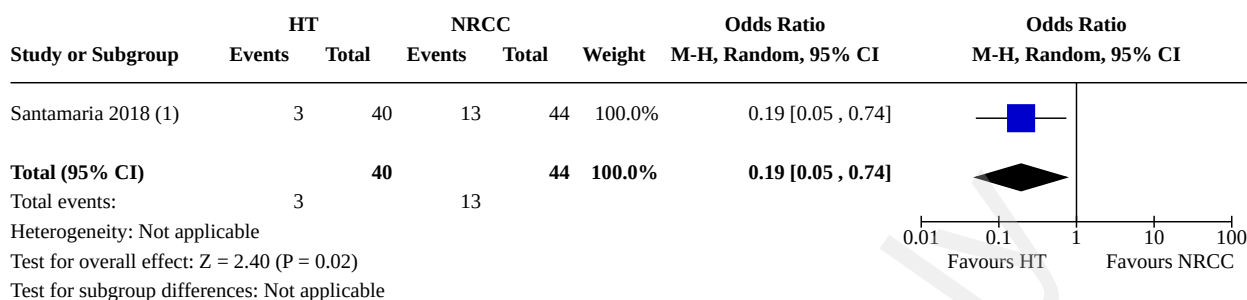 HT NRCC Odds Ratio Odds Ratio
Study or Subgroup Events Total Events Total Weight M-H, Random, 95% CI M-H, Random, 95% CI
Santamaria 2018 (1) 3 40 13 44 100.0% 0.19 [0.05 , 0.74]
Total (95% CI) 40 44 100.0% 0.19 [0.05 , 0.74]
Total events: 3 13
Heterogeneity: Not applicable 0.01 0.1 1 10 100
Test for overall effect: Z = 2.40 (P = 0.02) Favours HT Favours NRCC
Test for subgroup differences: Not applicable